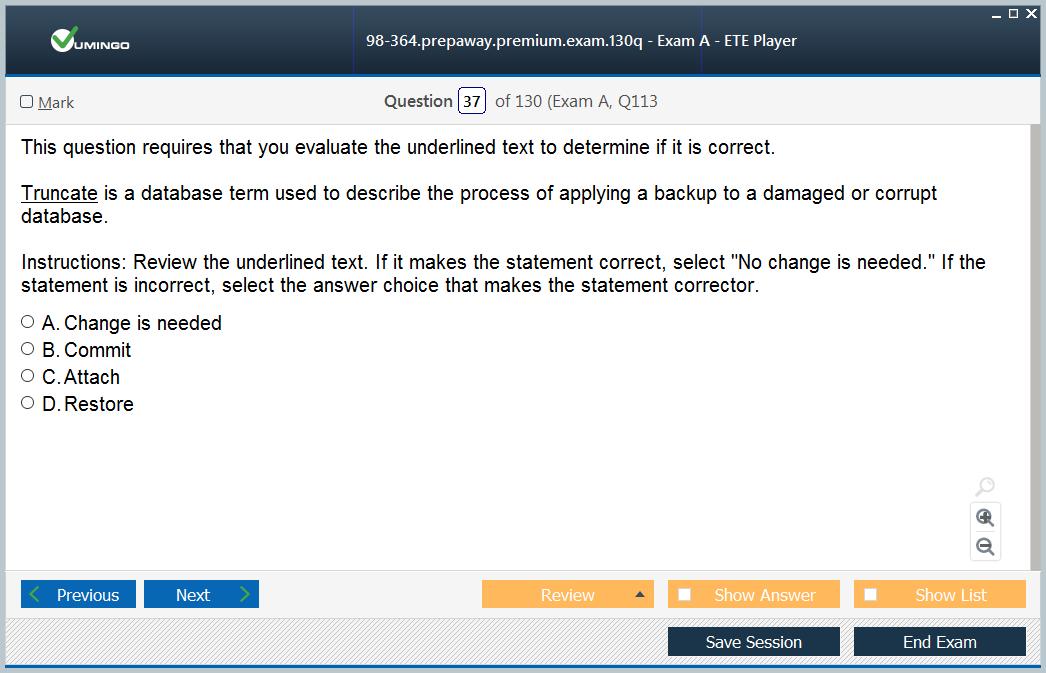 VUMINGO
98-364.prepaway.premium.exam.130q - Exam A - ETE Player
Mark
Question 37 of 130 (Exam A, Q113
This question requires that you evaluate the underlined text to determine if it is correct.
Truncate is a database term used to describe the process of applying a backup to a damaged or corrupt
database.
Instructions: Review the underlined text. If it makes the statement correct, select "No change is needed." If the
statement is incorrect, select the answer choice that makes the statement corrector.
A. Change is needed
B. Commit
C. Attach
D. Restore
Previous
Next
Review
Show Answer
Show List
Save Session
End Exam